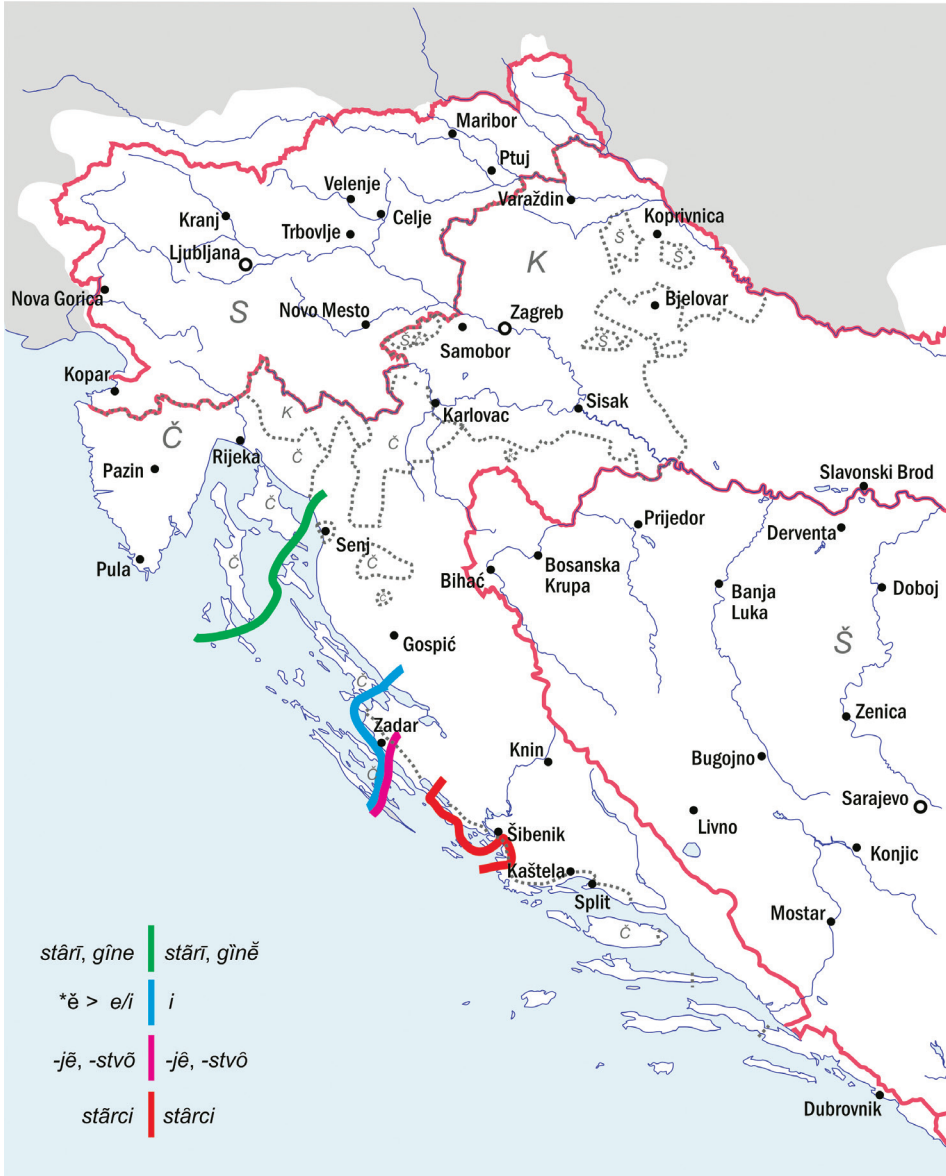 Maribor
Ptuj
Velenje
Varaždin
Celje
Kranj
Koprivnica
Trbovlje
Š
Ljubljana
K
Š
Nova Gorica
S
Bjelovar
Novo Mesto
Zagreb
Š
Š
Samobor
Kopar
Karlovac
Sisak
K
Č
Č
Rijeka
Č
Pazin
Slavonski Brod
Č
Prijedor
Derventa
Senj
Pula
Č
Č
Bosanska
Krupa
Bihać
Banja
Luka
Doboj
Č
Š
Gospić
Č
Zenica
Zadar
Knin
Bugojno
Č
Sarajevo
Livno
Šibenik
Konjic
Kaštela
Split
Mostar
Č
stârī, gîne stãrī, gȉnē̆
*ě > e/i i
-jẽ, -stvõ -jê, -stvô
stãrci stârci
Dubrovnik